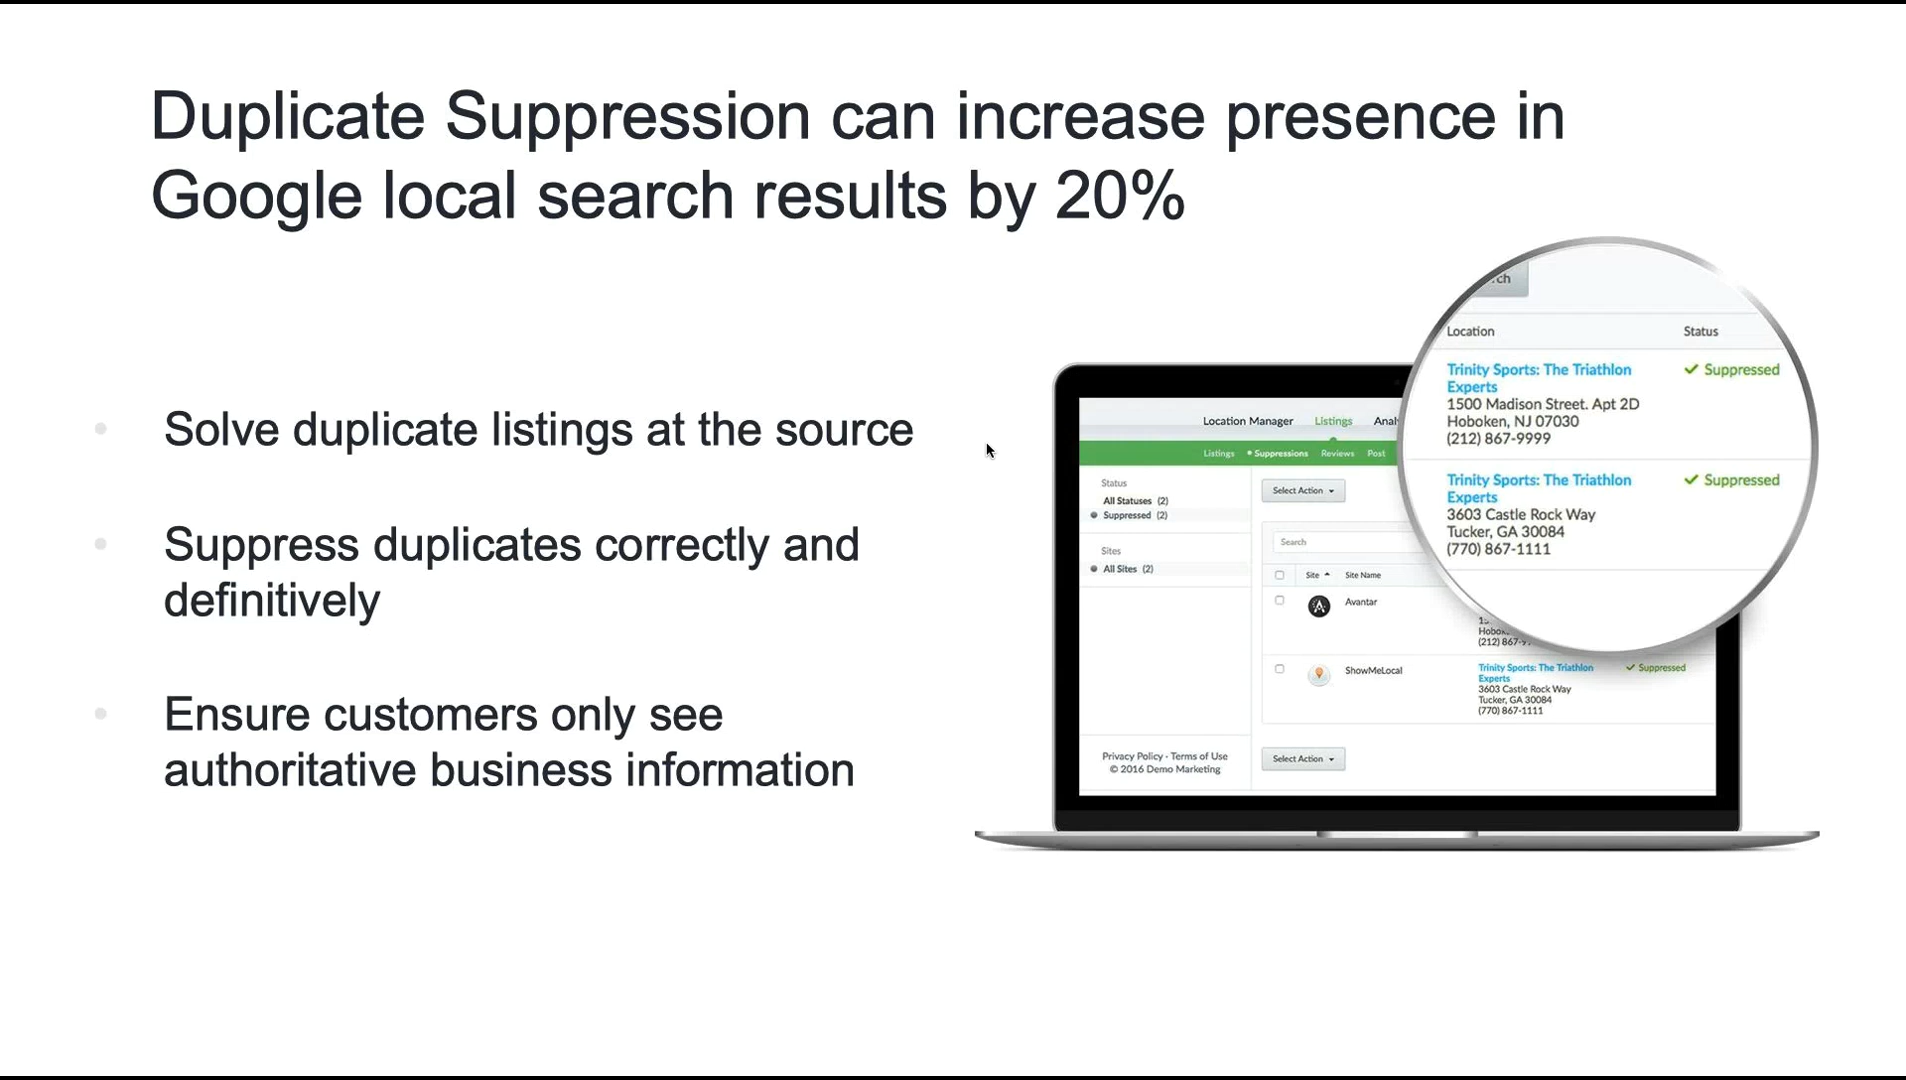 Duplicate Suppression can increase presence in
Google local search results by 20%
Solve duplicate listings at the source
Suppress duplicates correctly and
definitively
Ensure customers only see
authoritative business information
Location Manager Listings
Listings • Suppressions Reviews Post
Status
All Statuses (2)
Suppressed (2)
Sites
All Sites (2)
Privacy Policy · Terms of Use
© 2016 Demo Marketing
Select Action
Search
Site Site Name
Avantar
(212) 867-
ShowMeLocal
Trinity Sports: The Triathlon
Experts
3603 Castle Rock Way
Tucker, GA 30084
(770) 867-1111
Suppressed
Select Action
Location Status
Trinity Sports: The Triathlon
Experts
1500 Madison Street. Apt 2D
Hoboken, NJ 07030
(212) 867-9999
Suppressed
Trinity Sports: The Triathlon
Experts
3603 Castle Rock Way
Tucker, GA 30084
(770) 867-1111
Suppressed